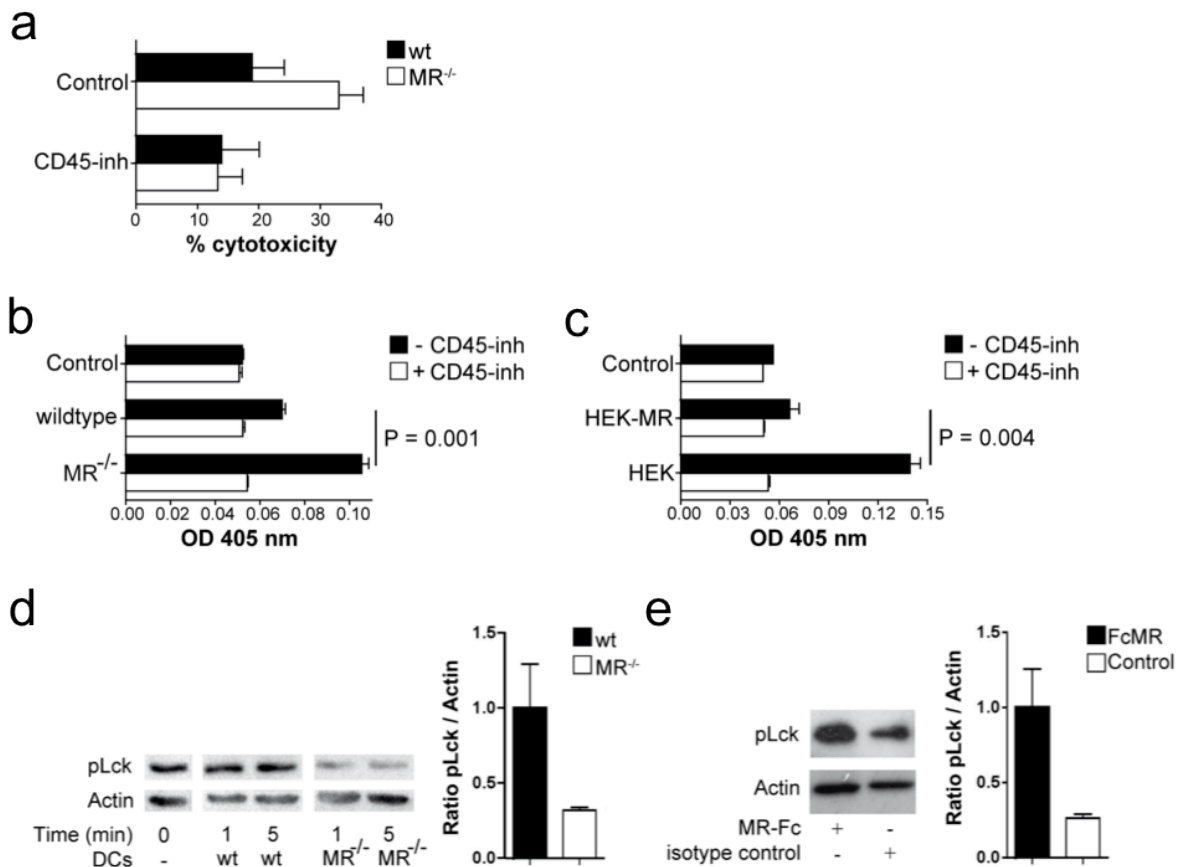 a
wt
MR-/-
Control
CD45-inh
0 10 20 30 40
% cytotoxicity
b
- CD45-inh
+ CD45-inh
Control
wildtype
MR-/-
P = 0.001
0.00 0.02 0.04 0.06 0.08 0.10
OD 405 nm
c
- CD45-inh
+ CD45-inh
Control
HEK-MR
HEK
P = 0.004
0.00 0.03 0.06 0.09 0.12 0.15
OD 405 nm
d
pLck
Actin
Time (min) 0 1 5 1 5
DCs - wt wt MR-/- MR-/-
Ratio pLck / Actin
1.5
1.0
0.5
0.0
wt
MR-/-
e
pLck
Actin
MR-Fc + -
isotype control - +
Ratio pLck / Actin
1.5
1.0
0.5
0.0
FcMR
Control